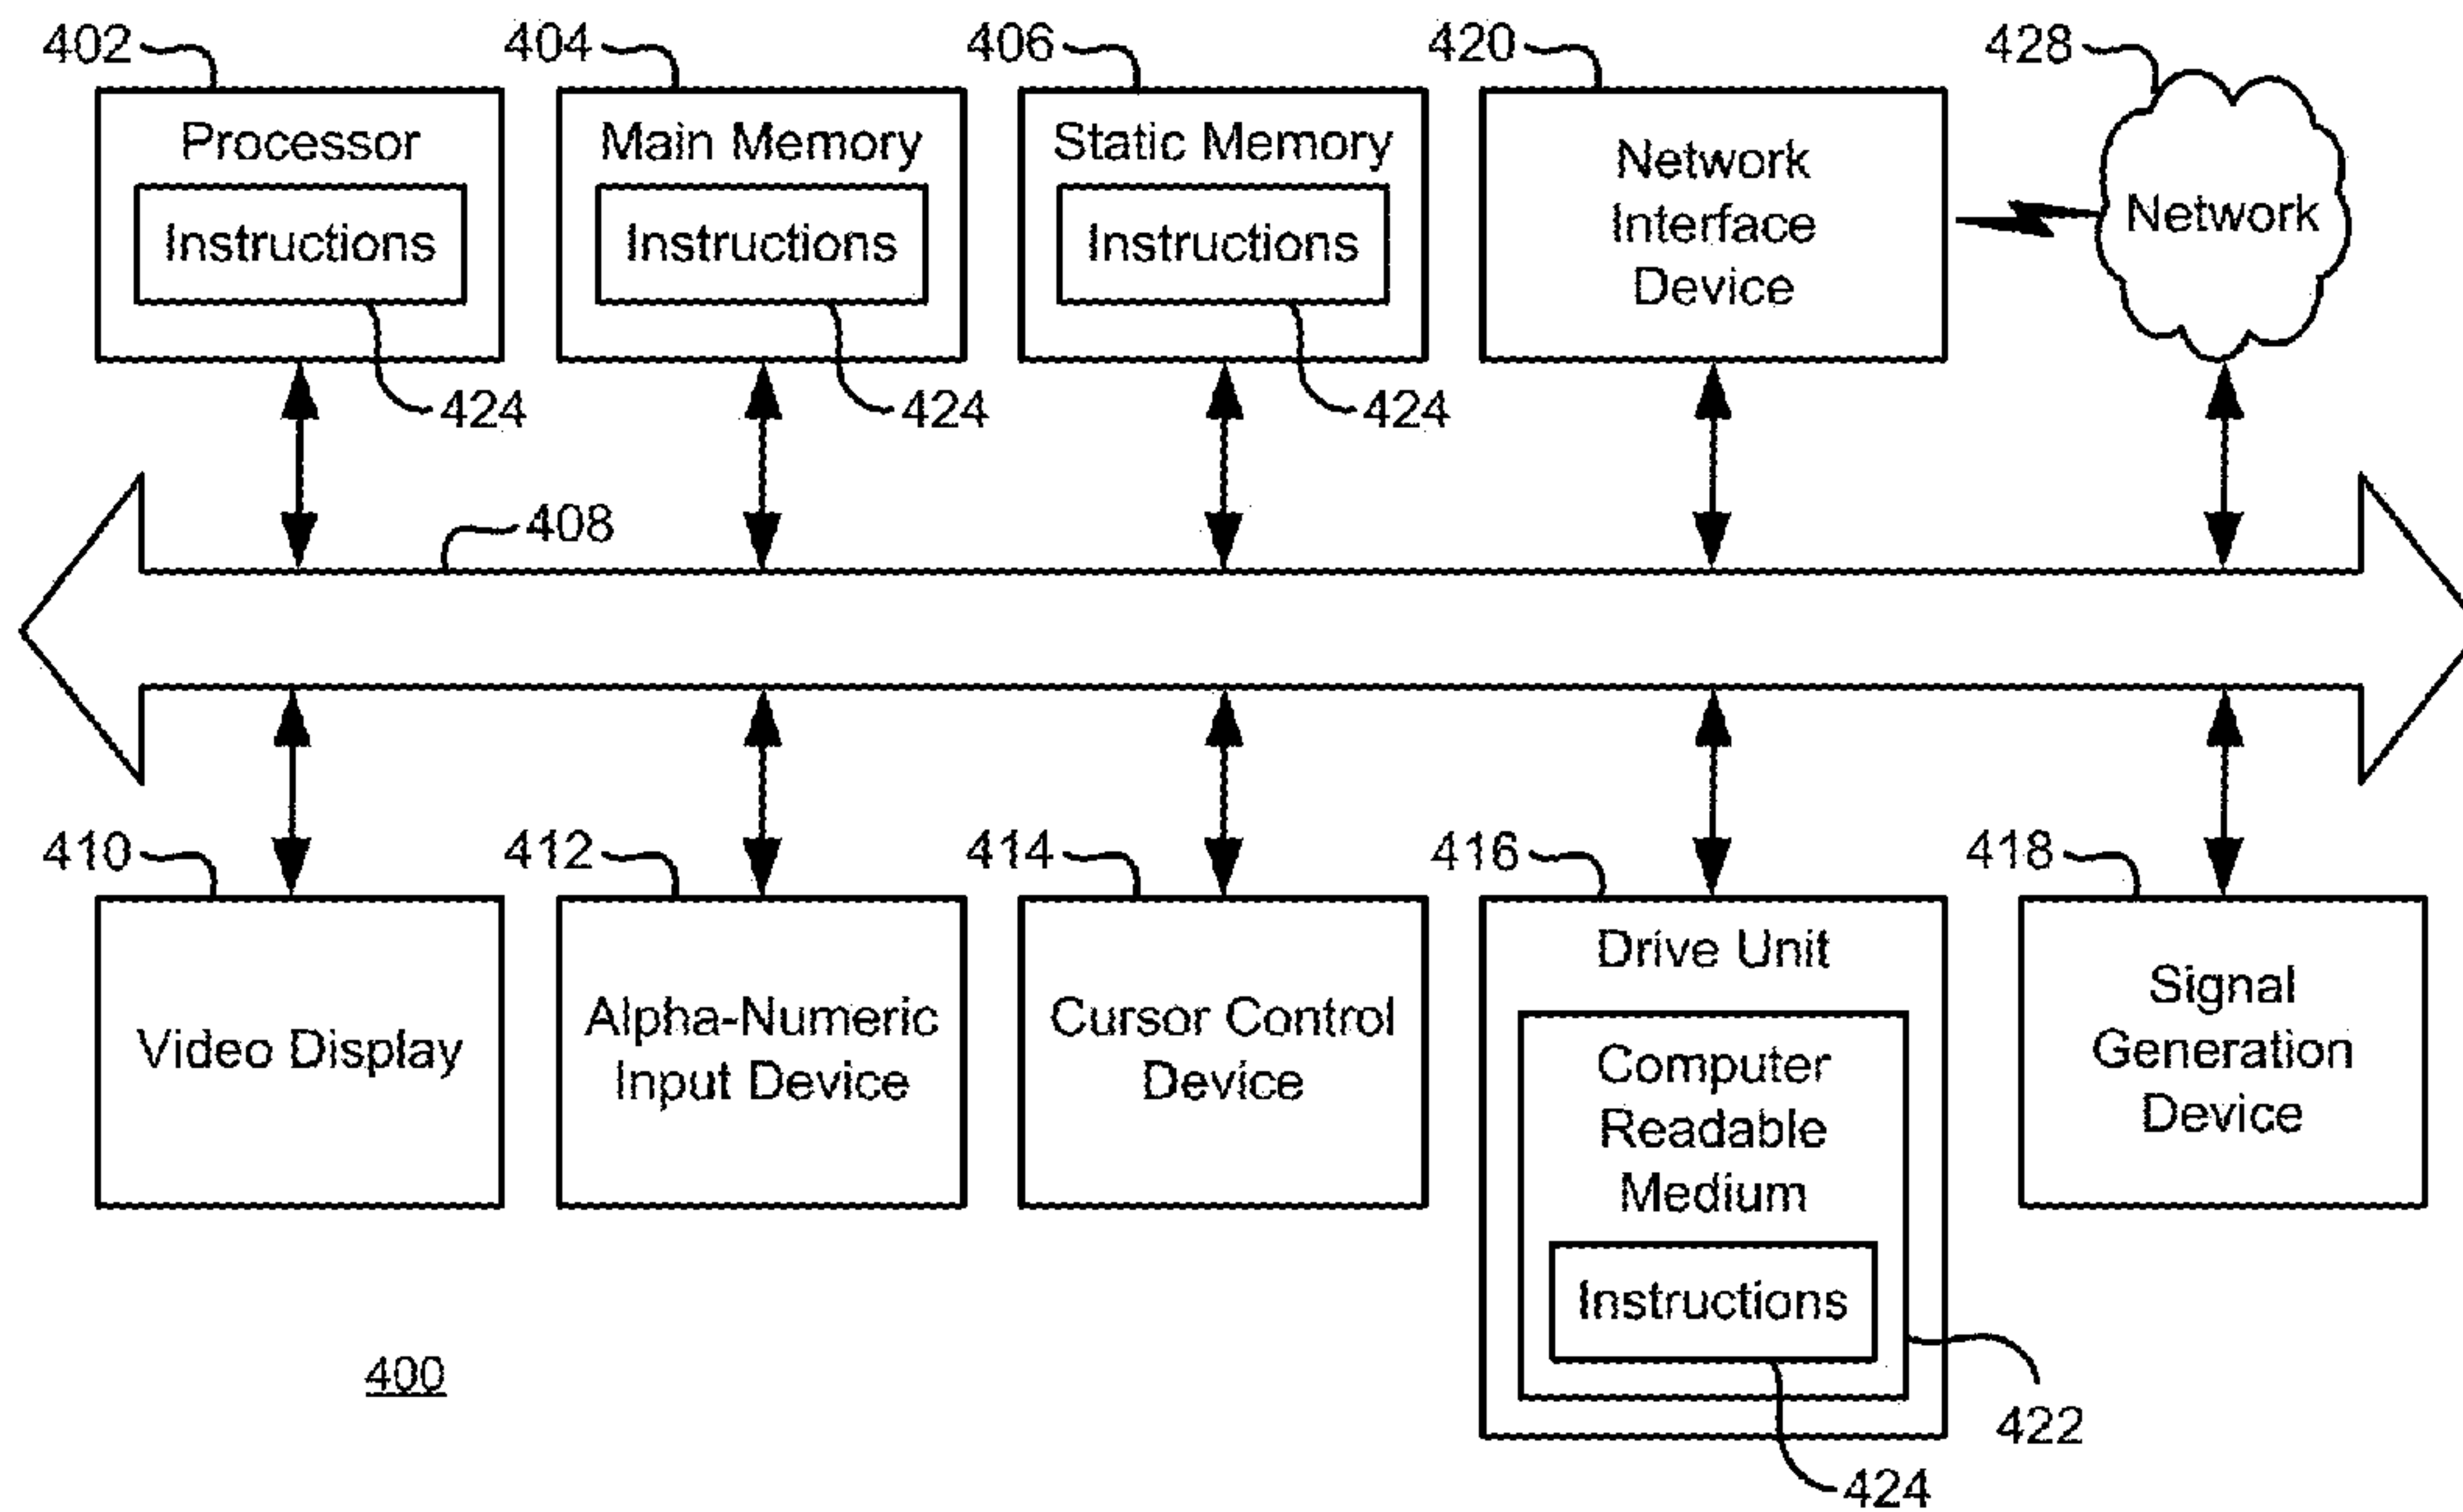 402
404
406
420
428
Processor
Instructions
424
Main Memory
Instructions
424
Static Memory
Instructions
424
Network
Interface
Device
Network
408
410
412
414
416
418
Video Display
Alpha-Numeric
Input Device
Cursor Control
Device
Drive Unit
Computer
Readable
Medium
Instructions
Signal
Generation
Device
400
422
424